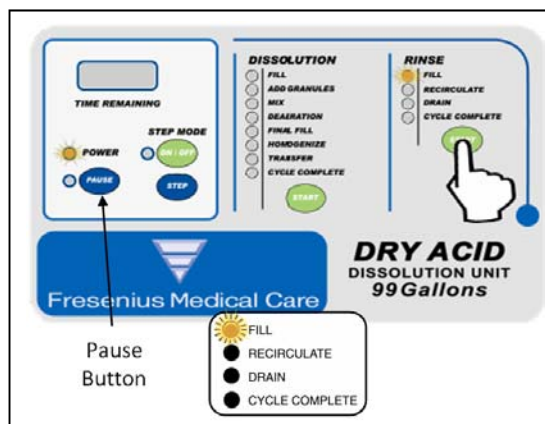 TIME REMAINING
STEP MODE
POWER
ON / OFF
PAUSE
STEP
DISSOLUTION
FILL
ADD GRANULES
MIX
DEAERATION
FINAL FILL
HOMOGENIZE
TRANSFER
CYCLE COMPLETE
START
RINSE
FILL
RECIRCULATE
DRAIN
CYCLE COMPLETE
Fresenius Medical Care
DRY ACID
DISSOLUTION UNIT
99Gallons
Pause
Button
FILL
RECIRCULATE
DRAIN
CYCLE COMPLETE